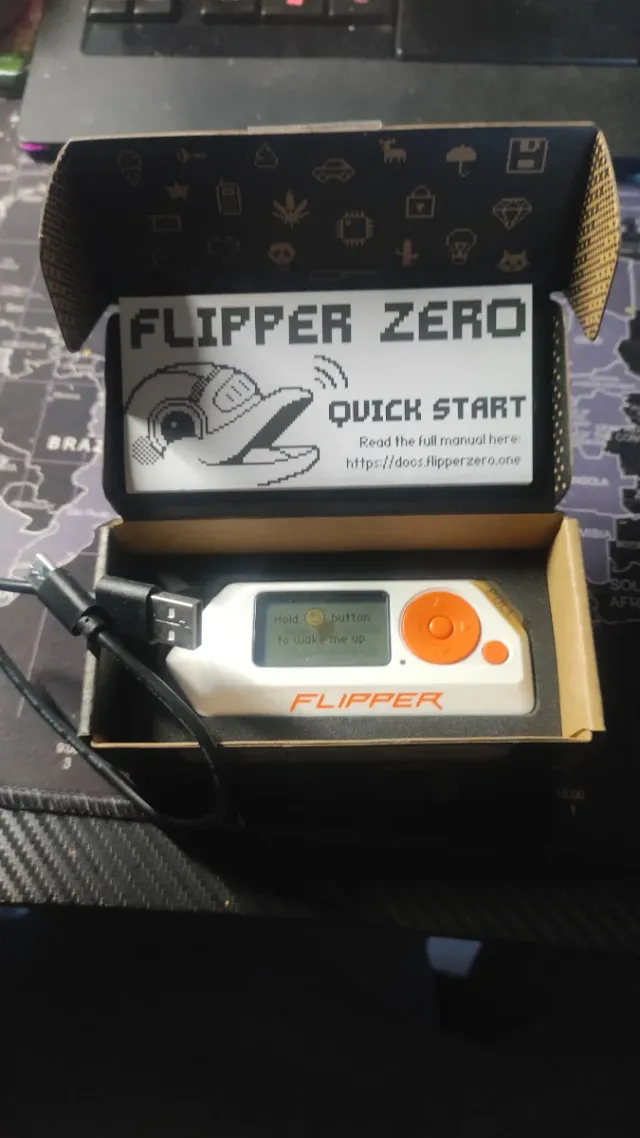 FLIPPER ZERO
QUICK START
Read the full manual here:
https://docs.flipperzero.one
BRAZ
Hold button
to wake me up
FLIPPER